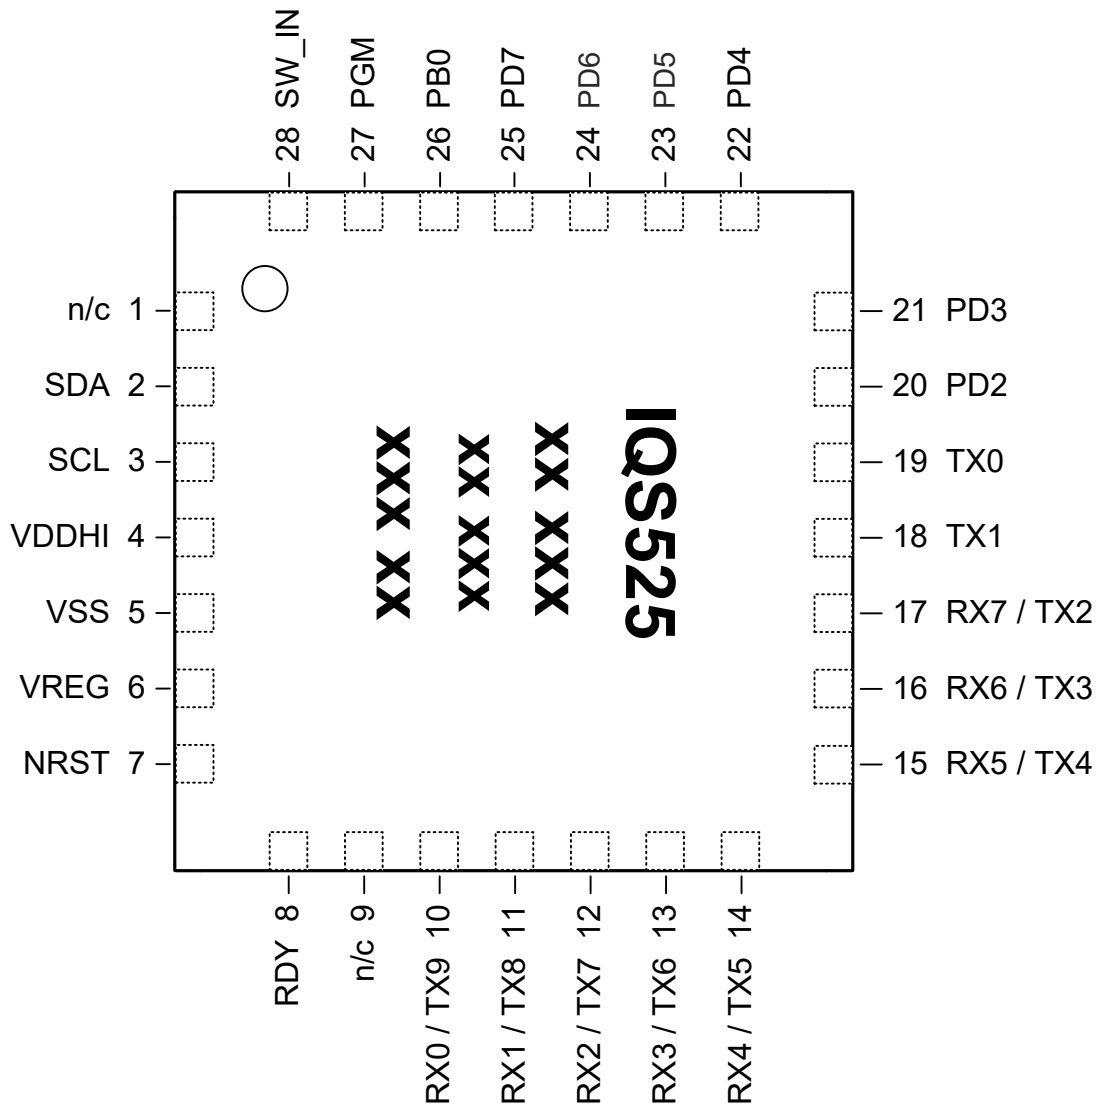 28 SW_IN
27 PGM
26 PB0
25 PD7
24 PD6
23 PD5
22 PD4
n/c 1
SDA 2
SCL 3
VDDHI 4
VSS 5
VREG 6
NRST 7
IQS525
xx xxx xx
xx xxx
xx xxx xx
21 PD3
20 PD2
19 TX0
18 TX1
17 RX7 / TX2
16 RX6 / TX3
15 RX5 / TX4
RDY 8
n/c 9
RX0 / TX9 10
RX1 / TX8 11
RX2 / TX7 12
RX3 / TX6 13
RX4 / TX5 14